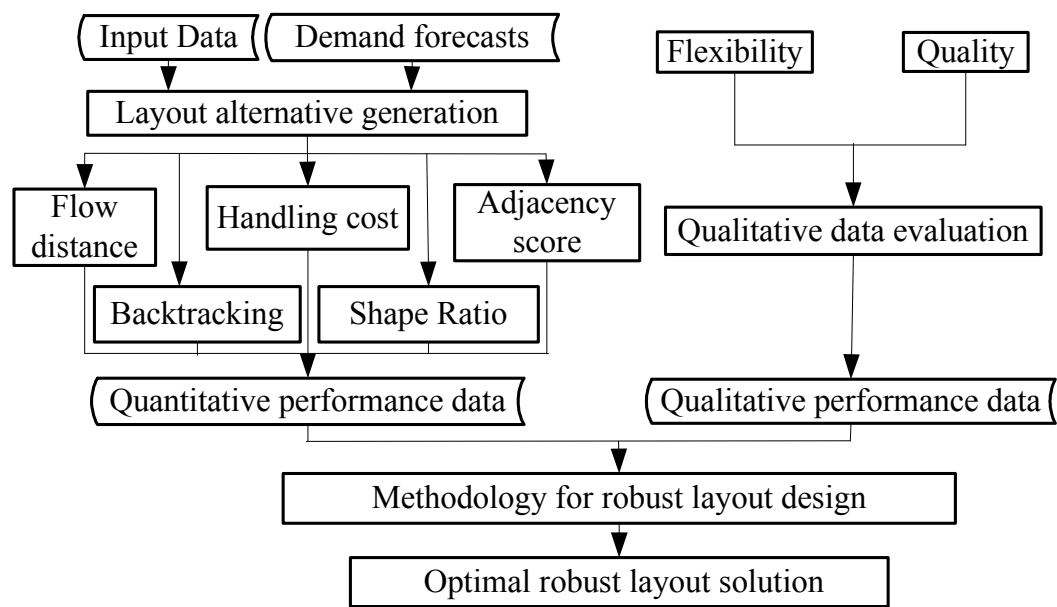 Input Data
Demand forecasts
Flexibility
Quality
Layout alternative generation
Flow
distance
Handling cost
Adjacency
score
Qualitative data evaluation
Backtracking
Shape Ratio
Quantitative performance data
Qualitative performance data
Methodology for robust layout design
Optimal robust layout solution